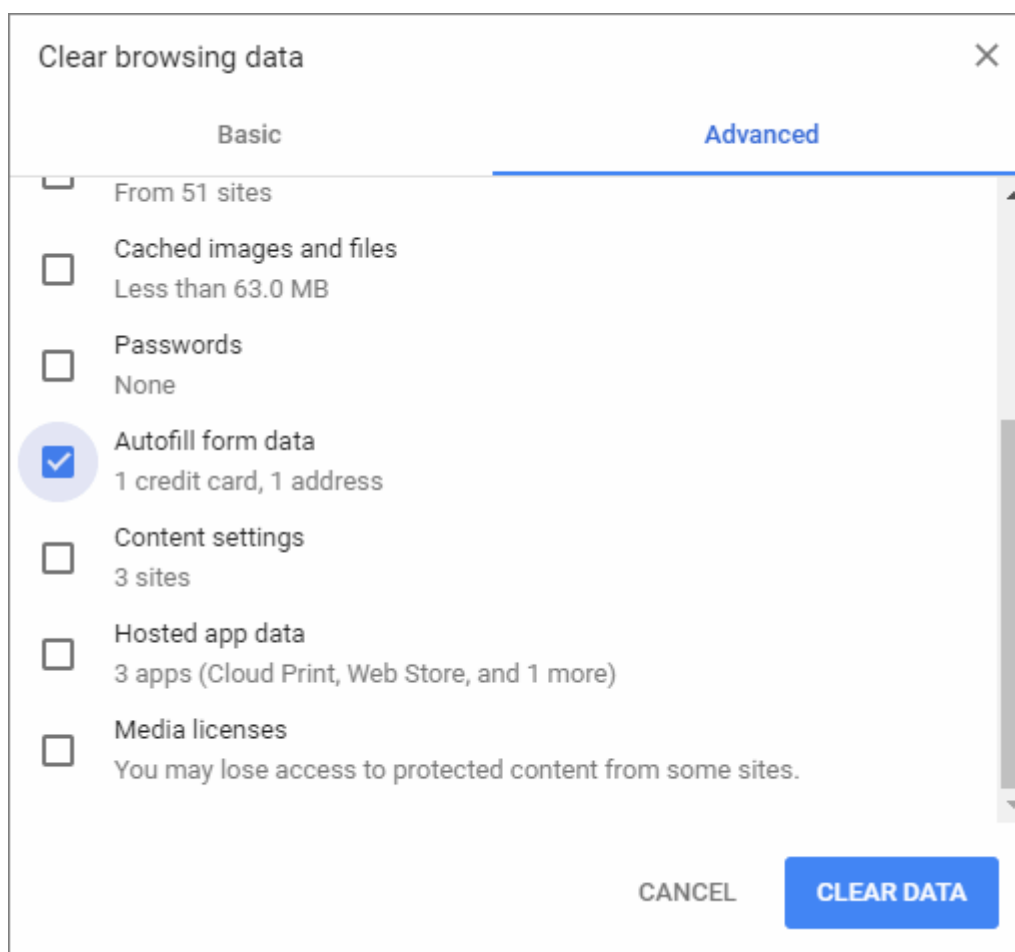 Clear browsing data
Basic
Advanced
From 51 sites
Cached images and files
Less than 63.0 MB
Passwords
None
Autofill form data
1 credit card, 1 address
Content settings
3 sites
Hosted app data
3 apps (Cloud Print, Web Store, and 1 more)
Media licenses
You may lose access to protected content from some sites.
CANCEL
CLEAR DATA